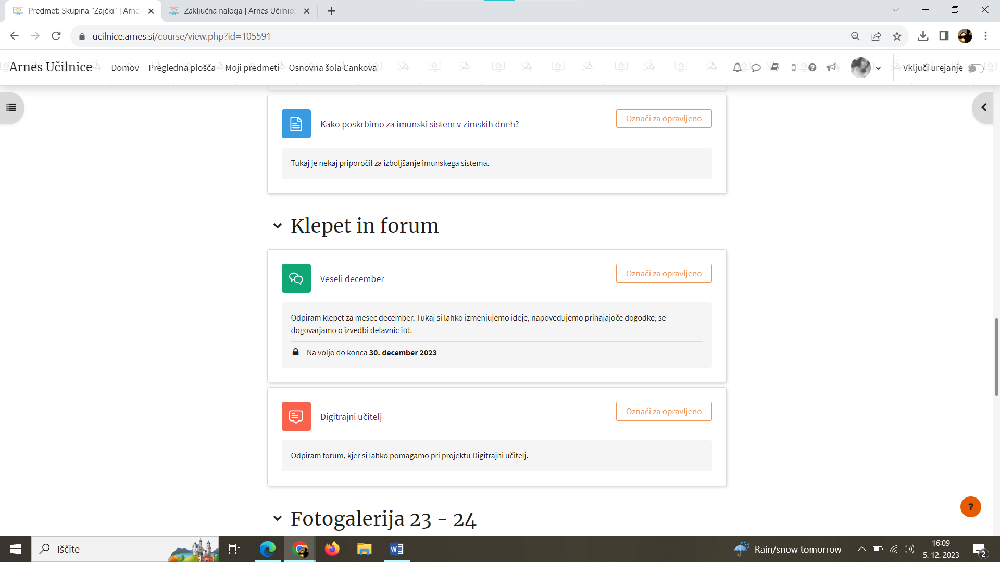 Predmet: Skupina "Zajčki" | Arne
Zaključna naloga | Arnes Učilnice
ucilnice.arnes.si/course/view.php?id=105591
Arnes Učilnice
Domov
Pregledna plošča
Moji predmeti
Osnovna šola Cankova
Vključi urejanje
Kako poskrbimo za imunski sistem v zimskih dneh?
Označi za opravljeno
Tukaj je nekaj priporočil za izboljšanje imunskega sistema.
Klepet in forum
Veseli december
Označi za opravljeno
Odpiram klepet za mesec december. Tukaj si lahko izmenjujemo ideje, napovedujemo prihajajoče dogodke, se
dogovarjamo o izvedbi delavnic itd.
Na voljo do konca 30. december 2023
Digitrajni učitelj
Označi za opravljeno
Odpiram forum, kjer si lahko pomagamo pri projektu Digitrajni učitelj.
Fotogalerija 23 - 24
?
Iščite
Rain/snow tomorrow
16:09
5. 12. 2023
2